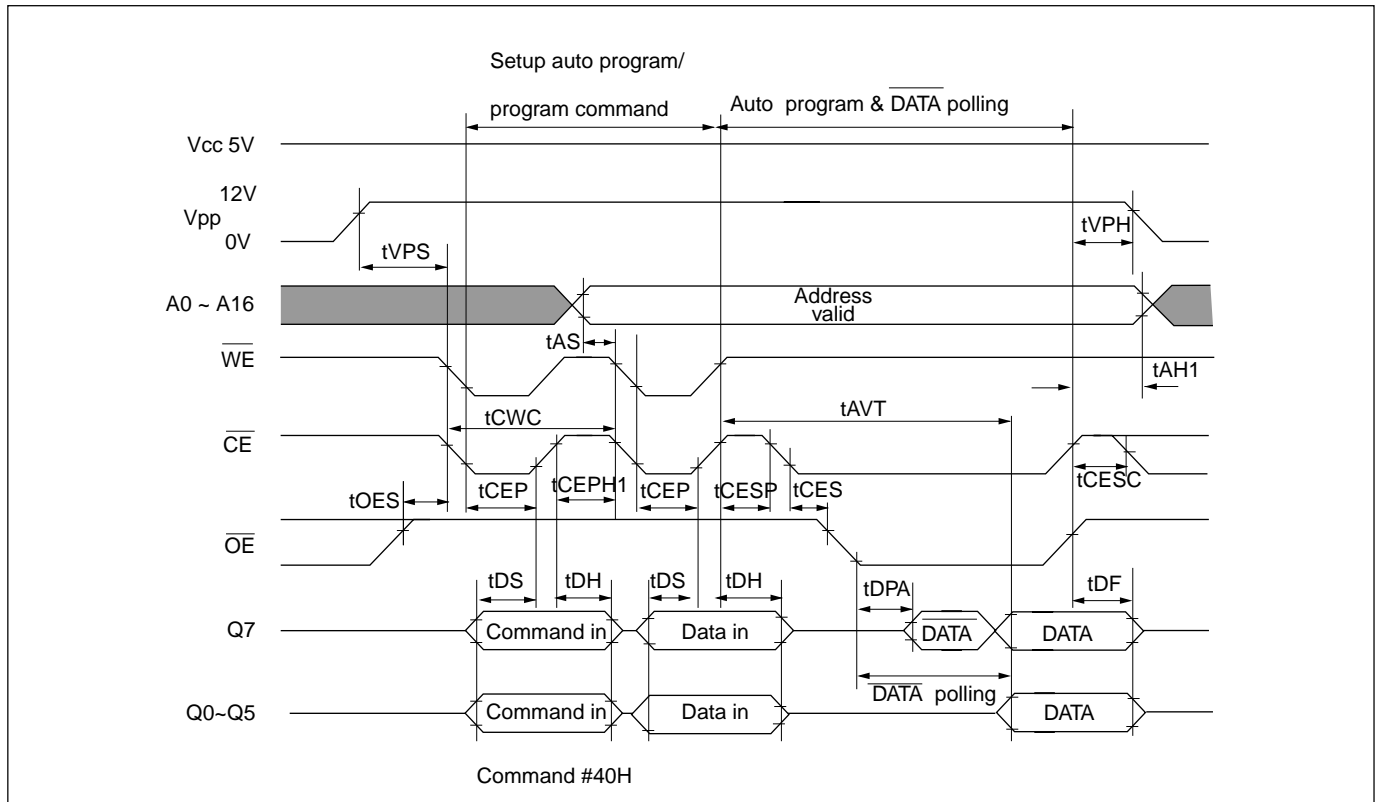 Setup auto program/
program command
Auto program & DATA polling
Vcc 5V
12V
Vpp
0V
tVPS
tVPH
A0 ~ A16
Address
valid
tAS
WE
tAH1
tCWC
tAVT
CE
tOES
tCEP
tCEPH1
tCEP
tCESP
tCES
tCESC
OE
tDS
tDH
tDS
tDH
tDPA
tDF
Q7
Command in
Data in
DATA
DATA
DATA polling
Q0~Q5
Command in
Data in
DATA
Command #40H